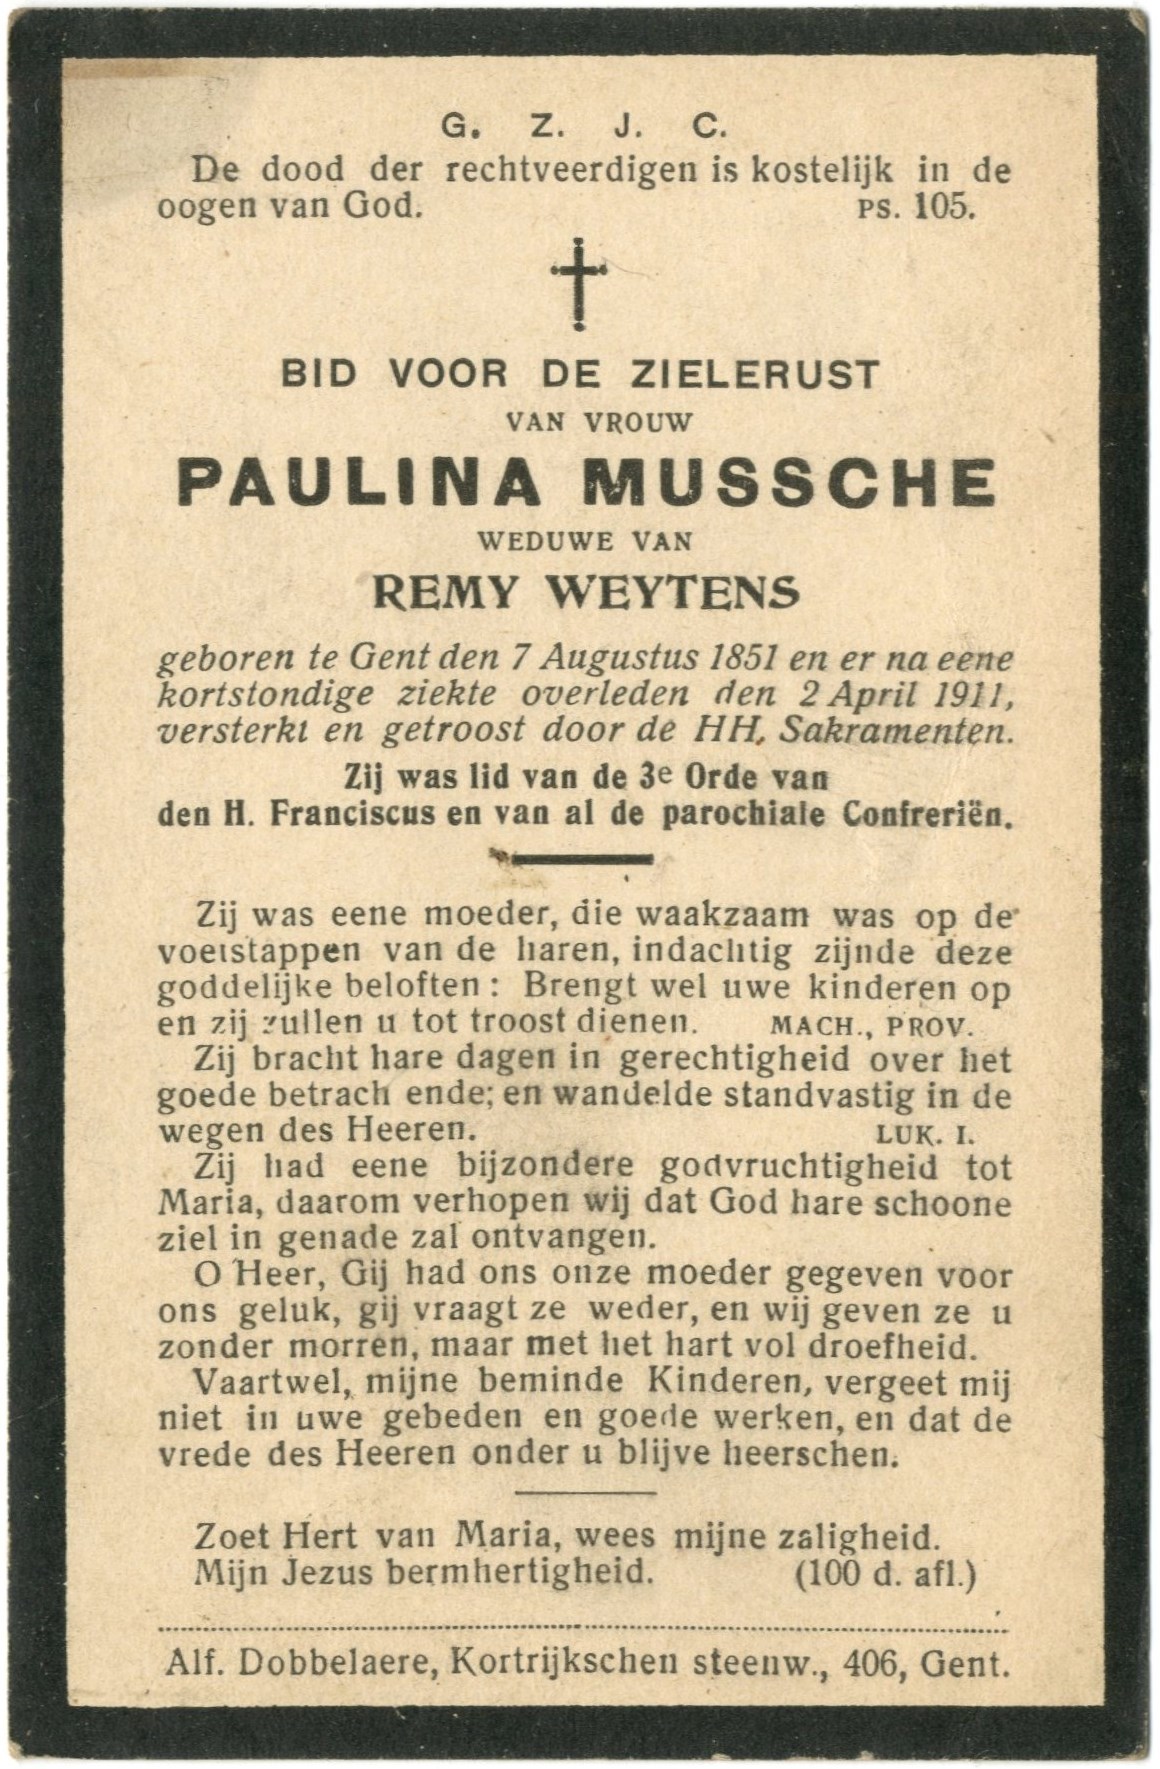 G. Z. J. C.
De dood der rechtveerdigen is kostelijk in de
oogen van God. PS. 105.
BID VOOR DE ZIELERUST
VAN VROUW
PAULINA MUSSCHE
WEDUWE VAN
REMY WEYTENS
geboren te Gent den 7 Augustus 1851 en er na eene
kortstondige ziekte overleden den 2 April 1911,
versterkt en getroost door de HH. Sakramenten.
Zij was lid van de 3e Orde van
den H. Franciscus en van al de parochiale Confreriën.
Zij was eene moeder, die waakzaam was op de
voetstappen van de haren, indachtig zijnde deze
goddelijke beloften : Brengt wel uwe kinderen op
en zij zullen u tot troost dienen. MACH., PROV.
Zij bracht hare dagen in gerechtigheid over het
goede betrach ende; en wandelde standvastig in de
wegen des Heeren. LUK. I.
Zij had eene bijzondere godvruchtigheid tot
Maria, daarom verhopen wij dat God hare schoone
ziel in genade zal ontvangen.
O Heer, Gij had ons onze moeder gegeven voor
ons geluk, gij vraagt ze weder, en wij geven ze u
zonder morren, maar met het hart vol droefheid.
Vaartwel, mijne beminde Kinderen, vergeet mij
niet in uwe gebeden en goede werken, en dat de
vrede des Heeren onder u blijve heerschen.
Zoet Hert van Maria, wees mijne zaligheid.
Mijn Jezus bermhertigheid. (100 d. afl.)
Alf. Dobbelaere, Kortrijkschen steenw., 406, Gent.